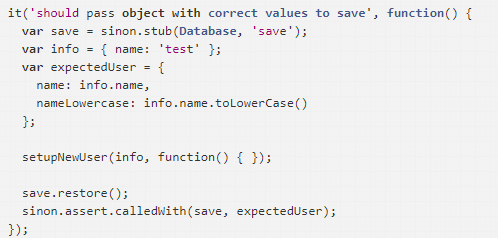 it('should pass object with correct values to save', function() {
  var save = sinon.stub(Database, 'save');
  var info = { name: 'test' };
  var expectedUser = {
    name: info.name,
    nameLowercase: info.name.toLowerCase()
  };

  setupNewUser(info, function() { });

  save.restore();
  sinon.assert.calledWith(save, expectedUser);
});